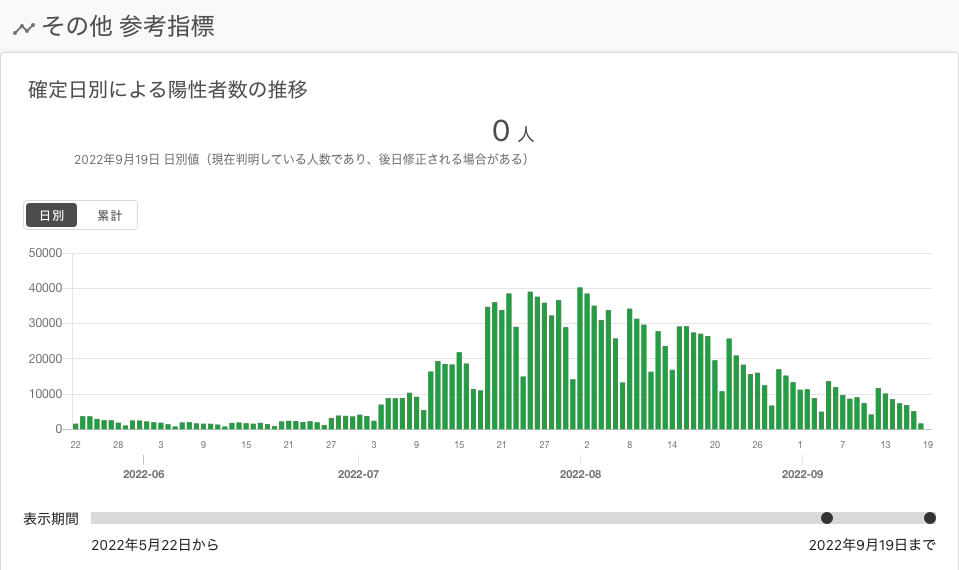 その他 参考指標
確定日別による陽性者数の推移
0 人
2022年9月19日 日別値（現在判明している人数であり、後日修正される場合がある）
日別 累計
50000
40000
30000
20000
10000
0
22 28 3 9 15 21 27 3 9 15 21 27 2 8 14 20 26 1 7 13 19
2022-06 2022-07 2022-08 2022-09
表示期間
2022年5月22日から 2022年9月19日まで